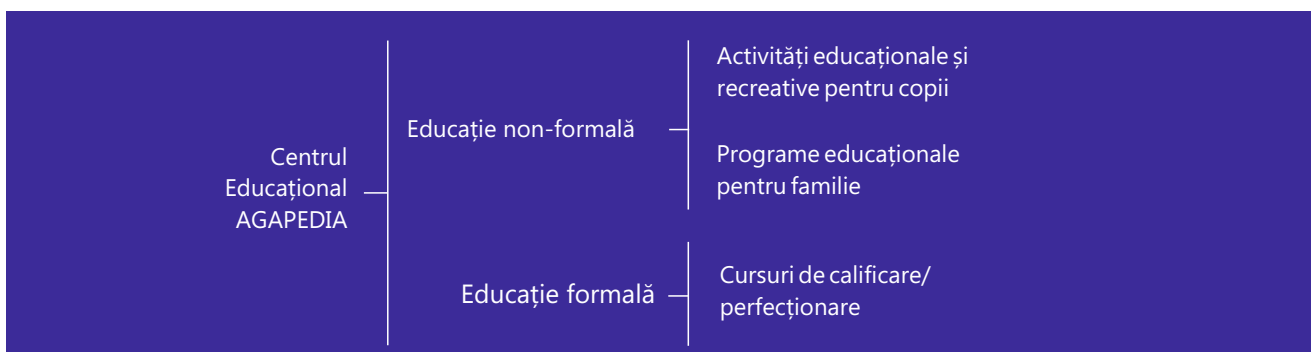 Centrul
Educațional
AGAPEDIA
Educație non-formală
Activități educaționale și
recreative pentru copii
Programe educaționale
pentru familie
Educație formală
Cursuri de calificare/
perfecționare